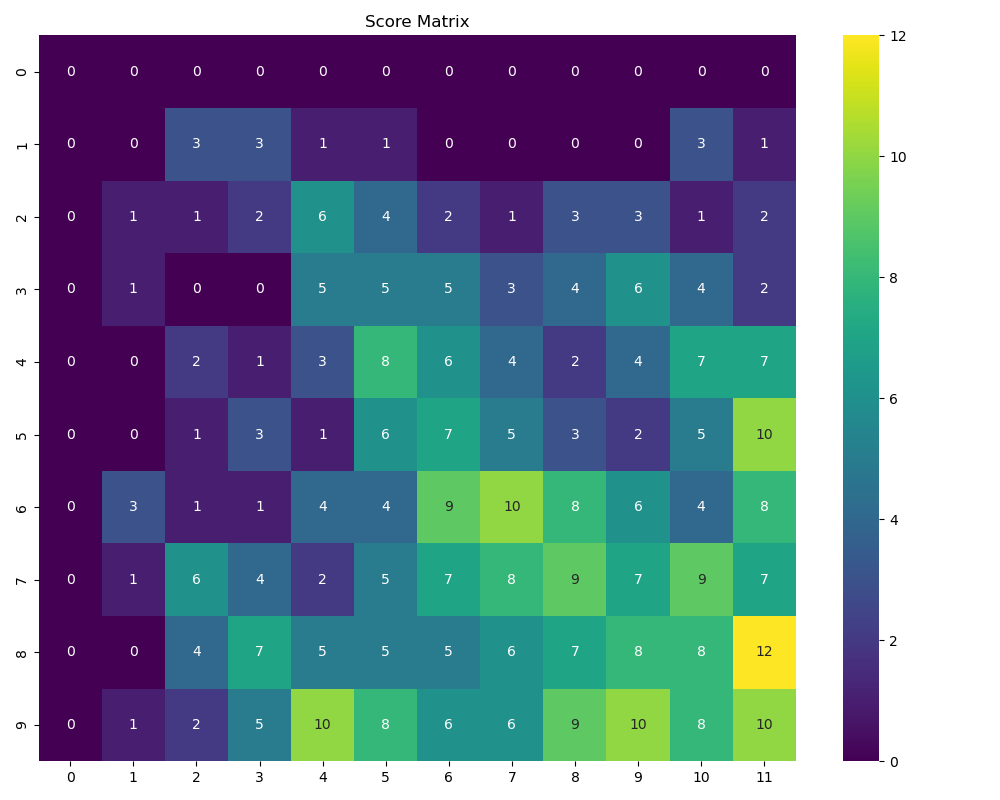 Score Matrix
0 0 0 0 0 0 0 0 0 0 0 0 0
1 0 0 3 3 1 1 0 0 0 0 3 1
2 0 1 1 2 6 4 2 1 3 3 1 2
3 0 1 0 0 5 5 5 3 4 6 4 2
4 0 0 2 1 3 8 6 4 2 4 7 7
5 0 0 1 3 1 6 7 5 3 2 5 10
6 0 3 1 1 4 4 9 10 8 6 4 8
7 0 1 6 4 2 5 7 8 9 7 9 7
8 0 0 4 7 5 5 5 6 7 8 8 12
9 0 1 2 5 10 8 6 6 9 10 8 10
0 1 2 3 4 5 6 7 8 9 10 11
12
10
8
6
4
2
0